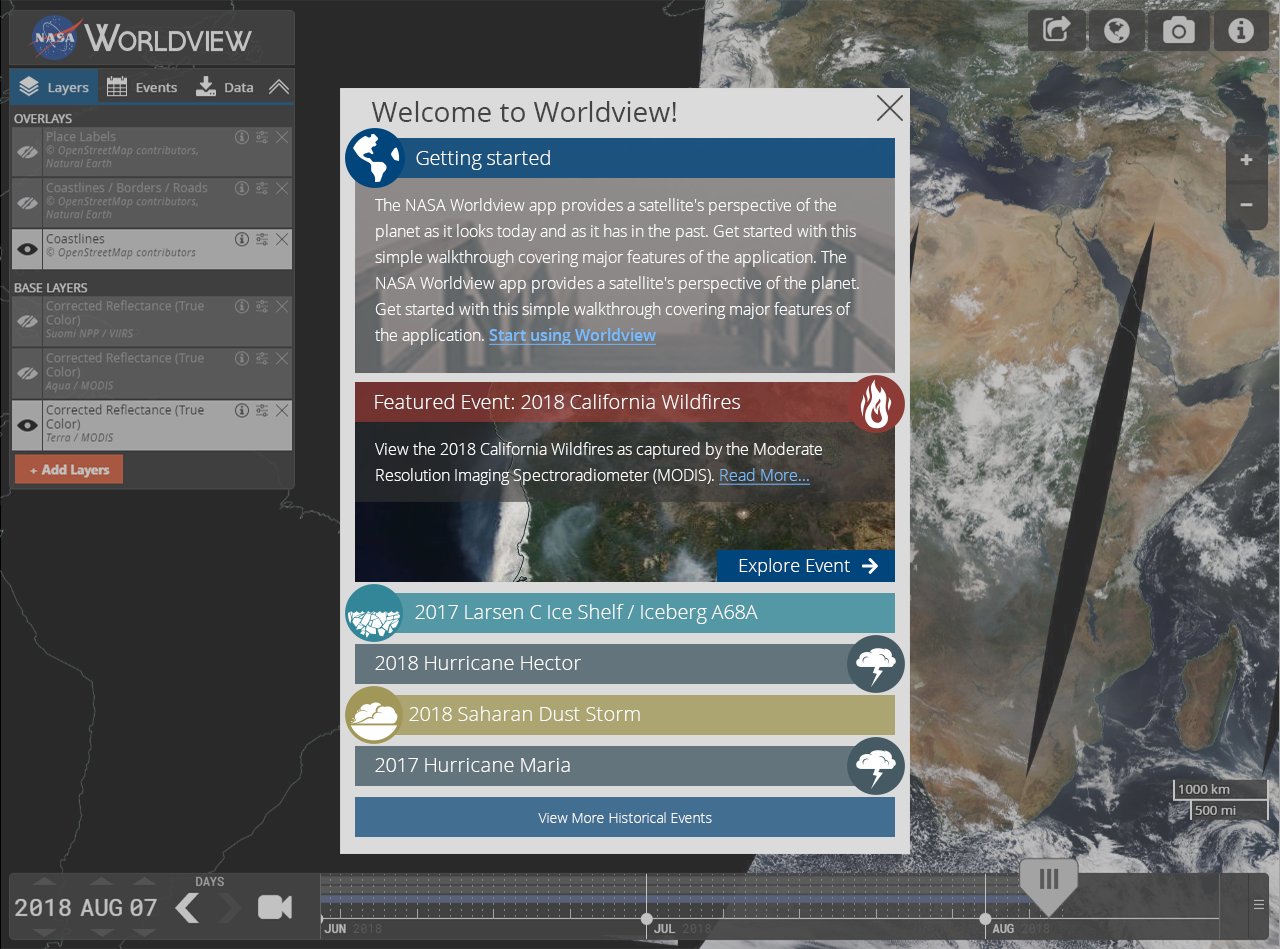 NASA WORLDVIEW
Layers Events Data
OVERLAYS
Place Labels
© OpenStreetMap contributors,
Natural Earth
Coastlines / Borders / Roads
© OpenStreetMap contributors,
Natural Earth
Coastlines
© OpenStreetMap contributors
BASE LAYERS
Corrected Reflectance (True
Color)
Suomi NPP / VIIRS
Corrected Reflectance (True
Color)
Aqua / MODIS
Corrected Reflectance (True
Color)
Terra / MODIS
+ Add Layers
Welcome to Worldview!
Getting started
The NASA Worldview app provides a satellite's perspective of the
planet as it looks today and as it has in the past. Get started with this
simple walkthrough covering major features of the application. The
NASA Worldview app provides a satellite's perspective of the planet.
Get started with this simple walkthrough covering major features of
the application. Start using Worldview
Featured Event: 2018 California Wildfires
View the 2018 California Wildfires as captured by the Moderate
Resolution Imaging Spectroradiometer (MODIS). Read More...
Explore Event
2017 Larsen C Ice Shelf / Iceberg A68A
2018 Hurricane Hector
2018 Saharan Dust Storm
2017 Hurricane Maria
View More Historical Events
+
−
1000 km
500 mi
DAYS
2018 AUG 07
JUN 2018
JUL 2018
AUG 2018